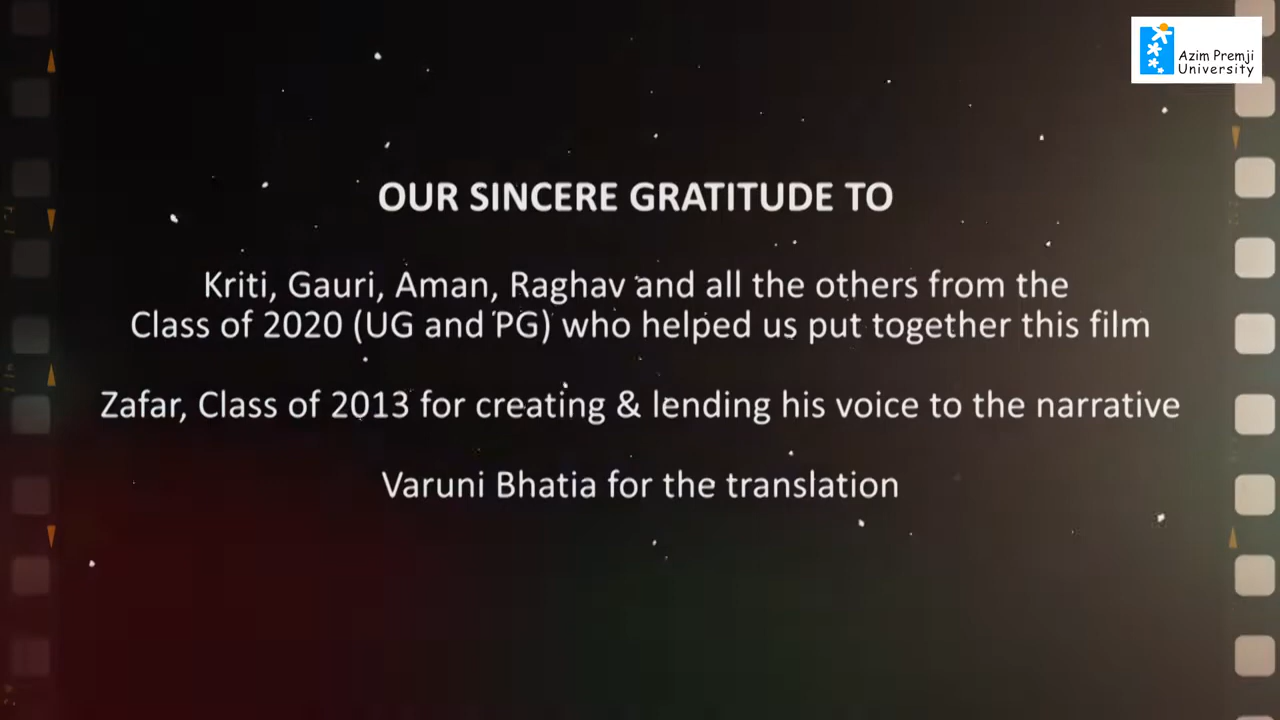 Azim Premji
University
OUR SINCERE GRATITUDE TO
Kriti, Gauri, Aman, Raghav and all the others from the
Class of 2020 (UG and PG) who helped us put together this film
Zafar, Class of 2013 for creating & lending his voice to the narrative
Varuni Bhatia for the translation